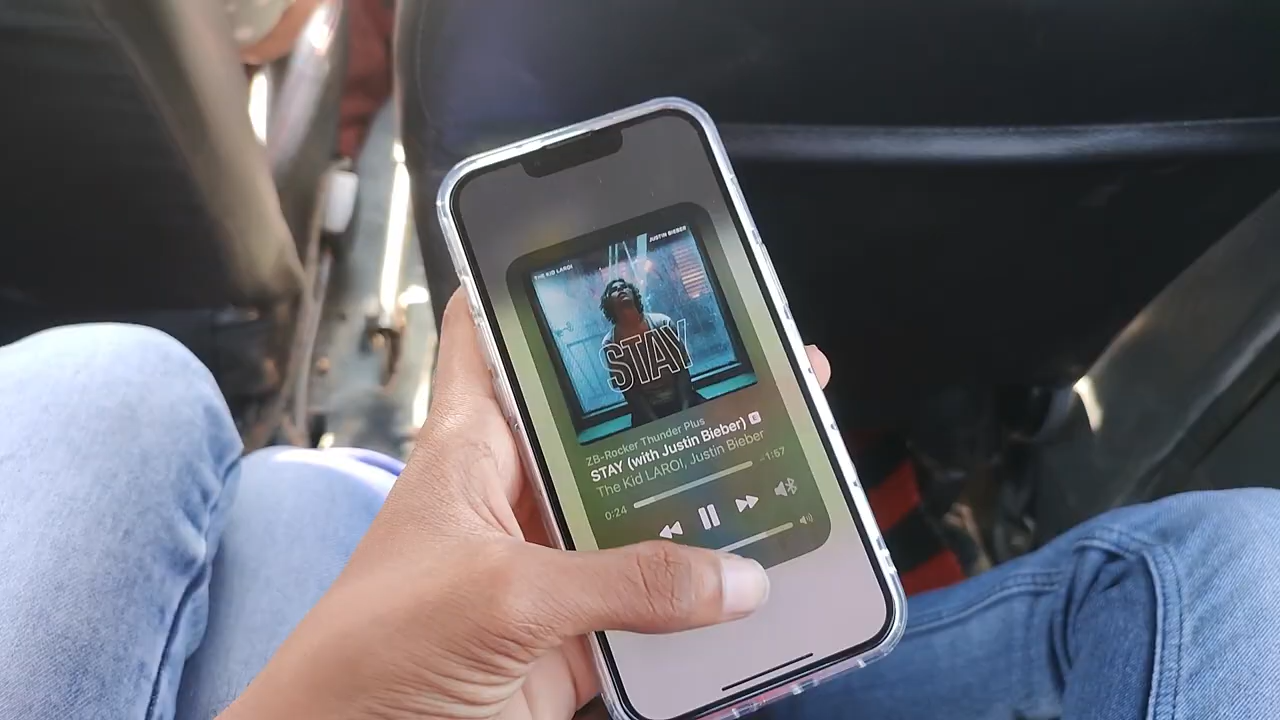 THE KID LAROI
JUSTIN BIEBER
STAY
ZB-Rocker Thunder Plus
STAY (with Justin Bieber) E
The Kid LAROI, Justin Bieber
0:24
-1:57